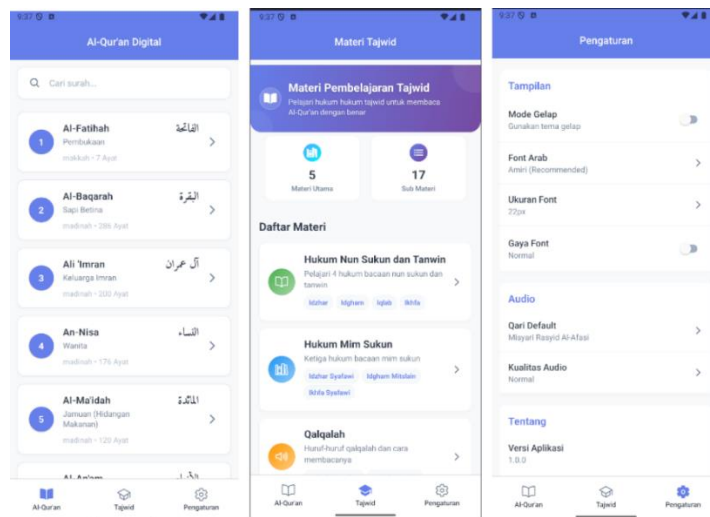 9:37
Al-Qur'an Digital
Cari surah...
1
Al-Fatihah
الفاتحة
Pembukaan
makkah • 7 Ayat
2
Al-Baqarah
البقرة
Sapi Betina
madinah • 286 Ayat
3
Ali 'Imran
آل عمران
Keluarga Imran
madinah • 200 Ayat
4
An-Nisa
النساء
Wanita
madinah • 176 Ayat
5
Al-Ma'idah
المائدة
Jamuan (Hidangan
Makanan)
madinah • 120 Ayat
Al-An'am
Al-Qur'an
Tajwid
Pengaturan
9:37
Materi Tajwid
Materi Pembelajaran Tajwid
Pelajari hukum hukum tajwid untuk membaca
Al-Qur'an dengan benar
5
Materi Utama
17
Sub Materi
Daftar Materi
Hukum Nun Sukun dan Tanwin
Pelajari 4 hukum bacaan nun sukun dan
tanwin
Idzhar Idgham Iqlab Ikhfa
Hukum Mim Sukun
Ketiga hukum bacaan mim sukun
Idzhar Syafawi Idgham Mitslain
Ikhfa Syafawi
Qalqalah
Huruf-huruf qalqalah dan cara
membacanya
Al-Qur'an
Tajwid
Pengaturan
9:37
Pengaturan
Tampilan
Mode Gelap
Gunakan tema gelap
Font Arab
Amiri (Recommended)
Ukuran Font
22px
Gaya Font
Normal
Audio
Qari Default
Misyari Rasyid Al-Afasi
Kualitas Audio
Normal
Tentang
Versi Aplikasi
1.0.0
Al-Qur'an
Tajwid
Pengaturan